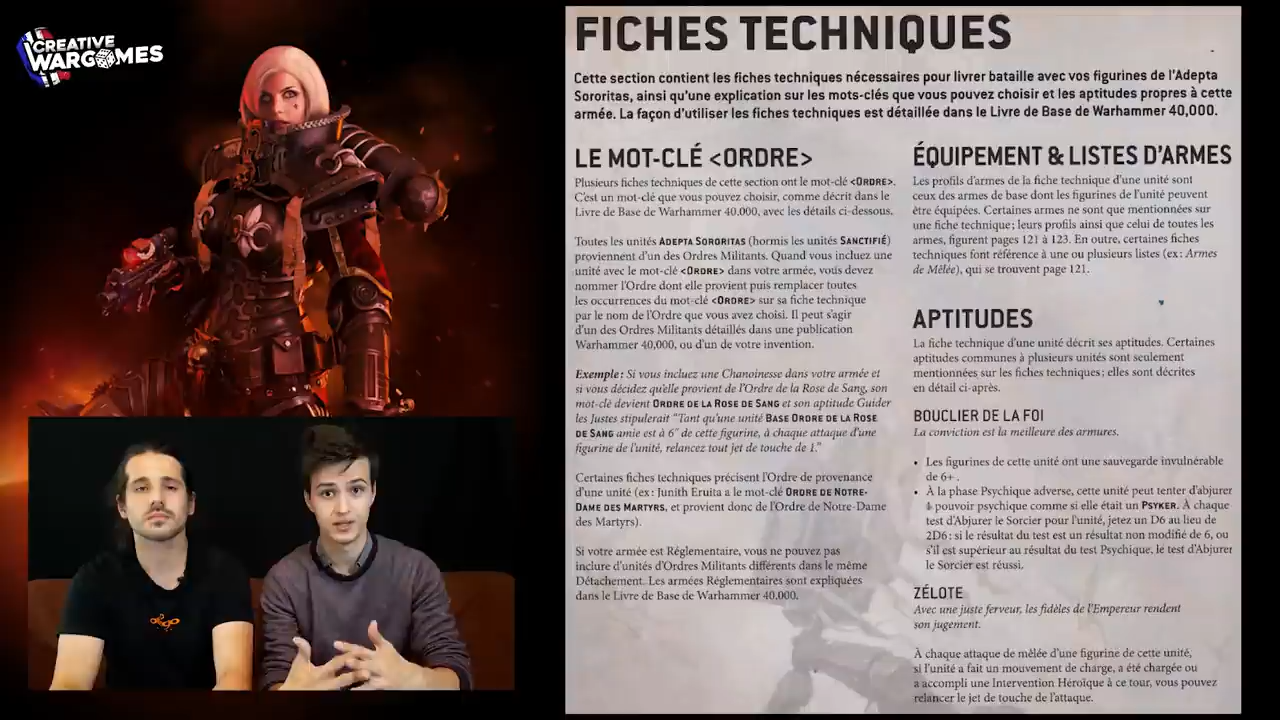 CREATIVE
WARGAMES
FICHES TECHNIQUES
Cette section contient les fiches techniques nécessaires pour livrer bataille avec vos figurines de l'Adepta
Sororitas, ainsi qu'une explication sur les mots-clés que vous pouvez choisir et les aptitudes propres à cette
armée. La façon d'utiliser les fiches techniques est détaillée dans le Livre de Base de Warhammer 40,000.
LE MOT-CLÉ <ORDRE>
Plusieurs fiches techniques de cette section ont le mot-clé <ORDRE>.
C'est un mot-clé que vous pouvez choisir, comme décrit dans le
Livre de Base de Warhammer 40,000, avec les détails ci-dessous.
Toutes les unités ADEPTA SORORITAS (hormis les unités SANCTIFIÉ)
proviennent d'un des Ordres Militants. Quand vous incluez une
unité avec le mot-clé <ORDRE> dans votre armée, vous devez
nommer l'Ordre dont elle provient puis remplacer toutes
les occurrences du mot-clé <ORDRE> sur sa fiche technique
par le nom de l'Ordre que vous avez choisi. Il peut s'agir
d'un des Ordres Militants détaillés dans une publication
Warhammer 40,000, ou d'un de votre invention.
Exemple : Si vous incluez une Chanoinesse dans votre armée et
si vous décidez qu'elle provient de l'Ordre de la Rose de Sang, son
mot-clé devient ORDRE DE LA ROSE DE SANG et son aptitude Guider
les Justes stipulerait "Tant qu'une unité BASE ORDRE DE LA ROSE
DE SANG amie est à 6" de cette figurine, à chaque attaque d'une
figurine de l'unité, relancez tout jet de touche de 1."
Certaines fiches techniques précisent l'Ordre de provenance
d'une unité (ex : Junith Eruita a le mot-clé ORDRE DE NOTRE-
DAME DES MARTYRS, et provient donc de l'Ordre de Notre-Dame
des Martyrs).
Si votre armée est Réglementaire, vous ne pouvez pas
inclure d'unités d'Ordres Militants différents dans le même
Détachement. Les armées Réglementaires sont expliquées
dans le Livre de Base de Warhammer 40,000.
ÉQUIPEMENT & LISTES D'ARMES
Les profils d'armes de la fiche technique d'une unité sont
ceux des armes de base dont les figurines de l'unité peuvent
être équipées. Certaines armes ne sont que mentionnées sur
une fiche technique ; leurs profils ainsi que celui de toutes les
armes, figurent pages 121 à 123. En outre, certaines fiches
techniques font référence à une ou plusieurs listes (ex : Armes
de Mêlée), qui se trouvent page 121.
APTITUDES
La fiche technique d'une unité décrit ses aptitudes. Certaines
aptitudes communes à plusieurs unités sont seulement
mentionnées sur les fiches techniques ; elles sont décrites
en détail ci-après.
BOUCLIER DE LA FOI
La conviction est la meilleure des armures.
• Les figurines de cette unité ont une sauvegarde invulnérable
de 6+ .
• À la phase Psychique adverse, cette unité peut tenter d'abjurer
pouvoir psychique comme si elle était un PSYKER. À chaque
test d'Abjurer le Sorcier pour l'unité, jetez un D6 au lieu de
2D6 : si le résultat du test est un résultat non modifié de 6, ou
s'il est supérieur au résultat du test Psychique, le test d'Abjurer
le Sorcier est réussi.
ZÉLOTE
Avec une juste ferveur, les fidèles de l'Empereur rendent
son jugement.
À chaque attaque de mêlée d'une figurine de cette unité,
si l'unité a fait un mouvement de charge, a été chargée ou
a accompli une Intervention Héroïque à ce tour, vous pouvez
relancer le jet de touche de l'attaque.